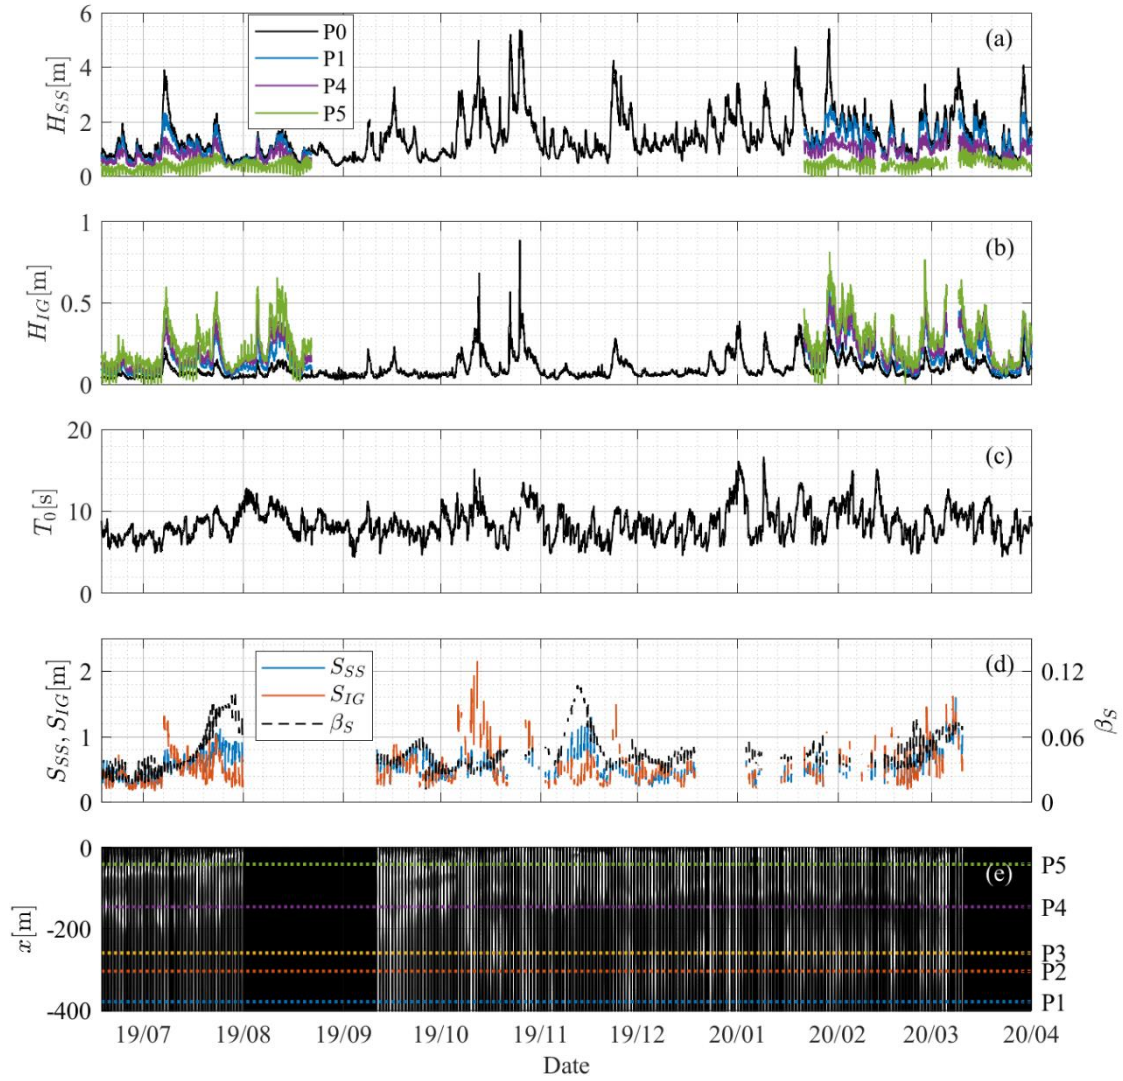 6
4
2
0
H_SS[m]
P0
P1
P4
P5
(a)
1
0.5
0
H_IG[m]
(b)
20
10
0
T_0[s]
(c)
2
1
0
S_SS, S_IG[m]
S_SS
S_IG
β_S
(d)
0.12
0.06
0
β_S
0
-200
-400
x[m]
(e)
P5
P4
P3
P2
P1
19/07 19/08 19/09 19/10 19/11 19/12 20/01 20/02 20/03 20/04
Date